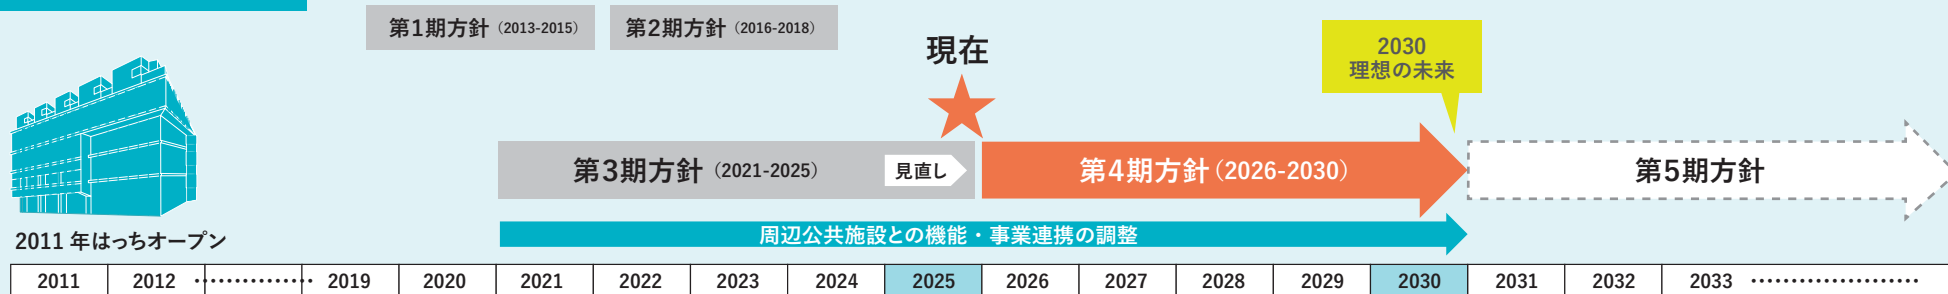 第1期方針（2013-2015）
第2期方針（2016-2018）
現在
2030
理想の未来
第3期方針（2021-2025）
見直し
第4期方針（2026-2030）
第5期方針
周辺公共施設との機能・事業連携の調整
2011年はっちオープン
2011 2012 ‥‥‥‥‥ 2019 2020 2021 2022 2023 2024 2025 2026 2027 2028 2029 2030 2031 2032 2033 ‥‥‥‥‥‥‥